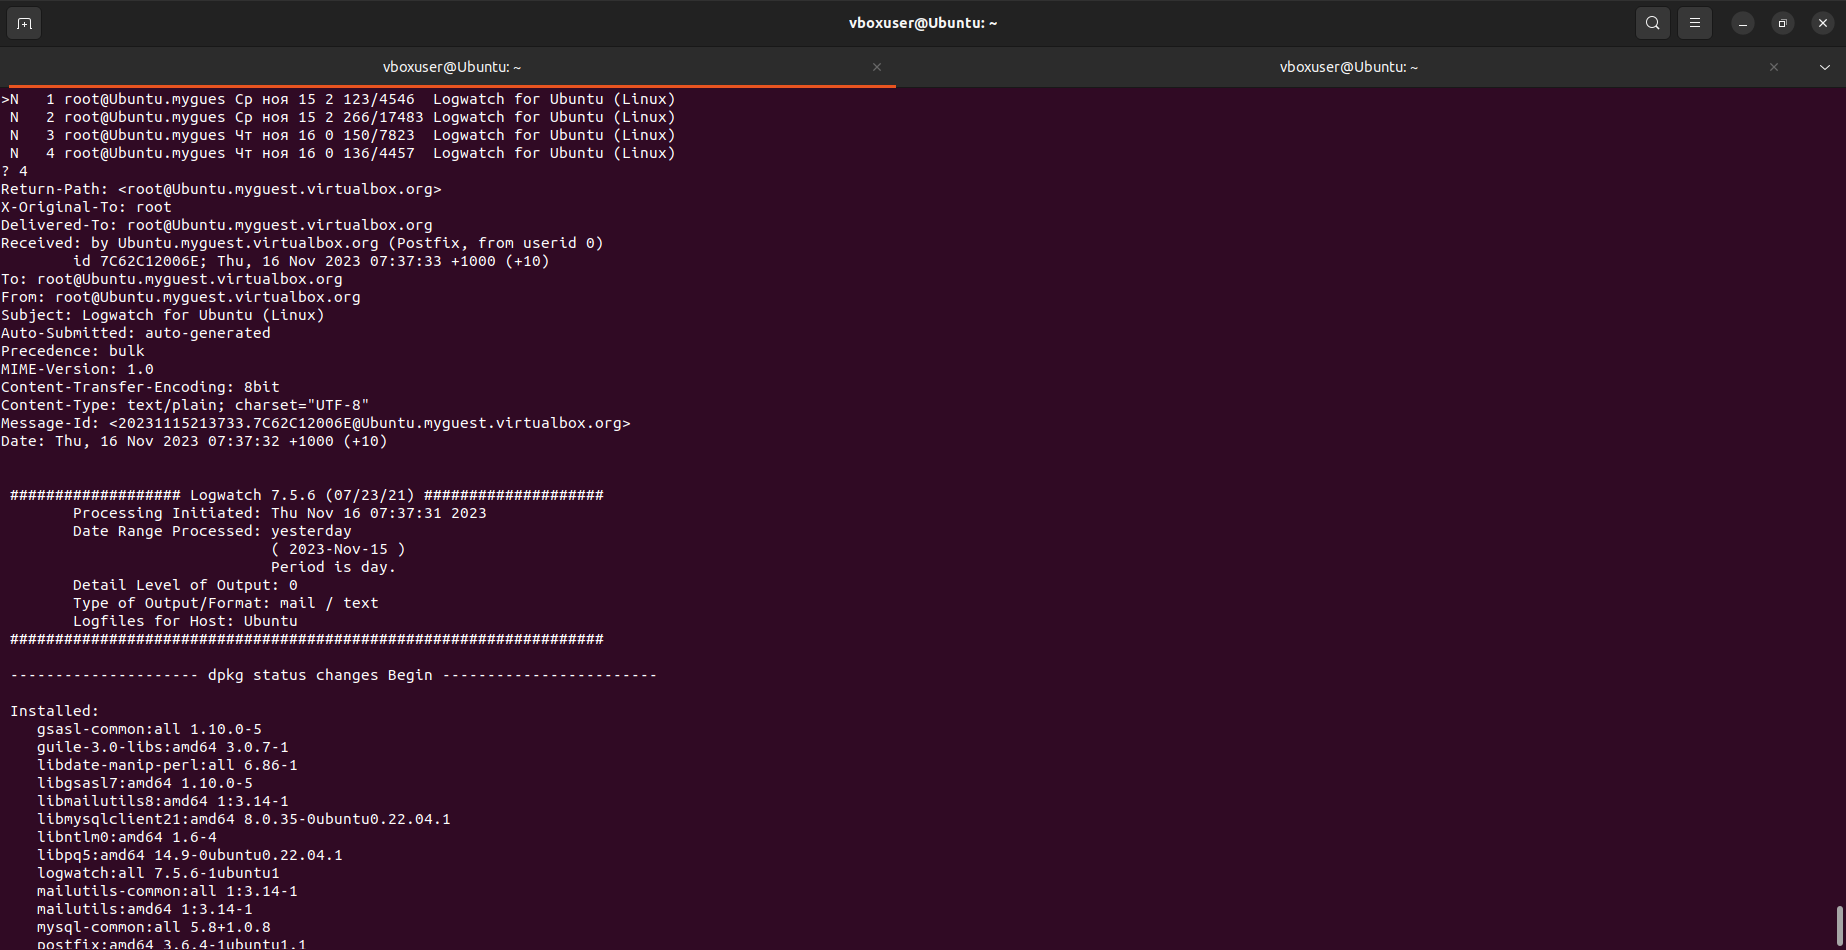 vboxuser@Ubuntu: ~
vboxuser@Ubuntu: ~
vboxuser@Ubuntu: ~
>N   1 root@Ubuntu.mygues Ср ноя 15 2 123/4546  Logwatch for Ubuntu (Linux)
 N   2 root@Ubuntu.mygues Ср ноя 15 2 266/17483 Logwatch for Ubuntu (Linux)
 N   3 root@Ubuntu.mygues Чт ноя 16 0 150/7823  Logwatch for Ubuntu (Linux)
 N   4 root@Ubuntu.mygues Чт ноя 16 0 136/4457  Logwatch for Ubuntu (Linux)
? 4
Return-Path: <root@Ubuntu.myguest.virtualbox.org>
X-Original-To: root
Delivered-To: root@Ubuntu.myguest.virtualbox.org
Received: by Ubuntu.myguest.virtualbox.org (Postfix, from userid 0)
        id 7C62C12006E; Thu, 16 Nov 2023 07:37:33 +1000 (+10)
To: root@Ubuntu.myguest.virtualbox.org
From: root@Ubuntu.myguest.virtualbox.org
Subject: Logwatch for Ubuntu (Linux)
Auto-Submitted: auto-generated
Precedence: bulk
MIME-Version: 1.0
Content-Transfer-Encoding: 8bit
Content-Type: text/plain; charset="UTF-8"
Message-Id: <20231115213733.7C62C12006E@Ubuntu.myguest.virtualbox.org>
Date: Thu, 16 Nov 2023 07:37:32 +1000 (+10)
 ################### Logwatch 7.5.6 (07/23/21) ####################
        Processing Initiated: Thu Nov 16 07:37:31 2023
        Date Range Processed: yesterday
                              ( 2023-Nov-15 )
                              Period is day.
        Detail Level of Output: 0
        Type of Output/Format: mail / text
        Logfiles for Host: Ubuntu
 ##################################################################
 --------------------- dpkg status changes Begin ------------------------
 Installed:
    gsasl-common:all 1.10.0-5
    guile-3.0-libs:amd64 3.0.7-1
    libdate-manip-perl:all 6.86-1
    libgsasl7:amd64 1.10.0-5
    libmailutils8:amd64 1:3.14-1
    libmysqlclient21:amd64 8.0.35-0ubuntu0.22.04.1
    libntlm0:amd64 1.6-4
    libpq5:amd64 14.9-0ubuntu0.22.04.1
    logwatch:all 7.5.6-1ubuntu1
    mailutils-common:all 1:3.14-1
    mailutils:amd64 1:3.14-1
    mysql-common:all 5.8+1.0.8
    postfix:amd64 3.6.4-1ubuntu1.1